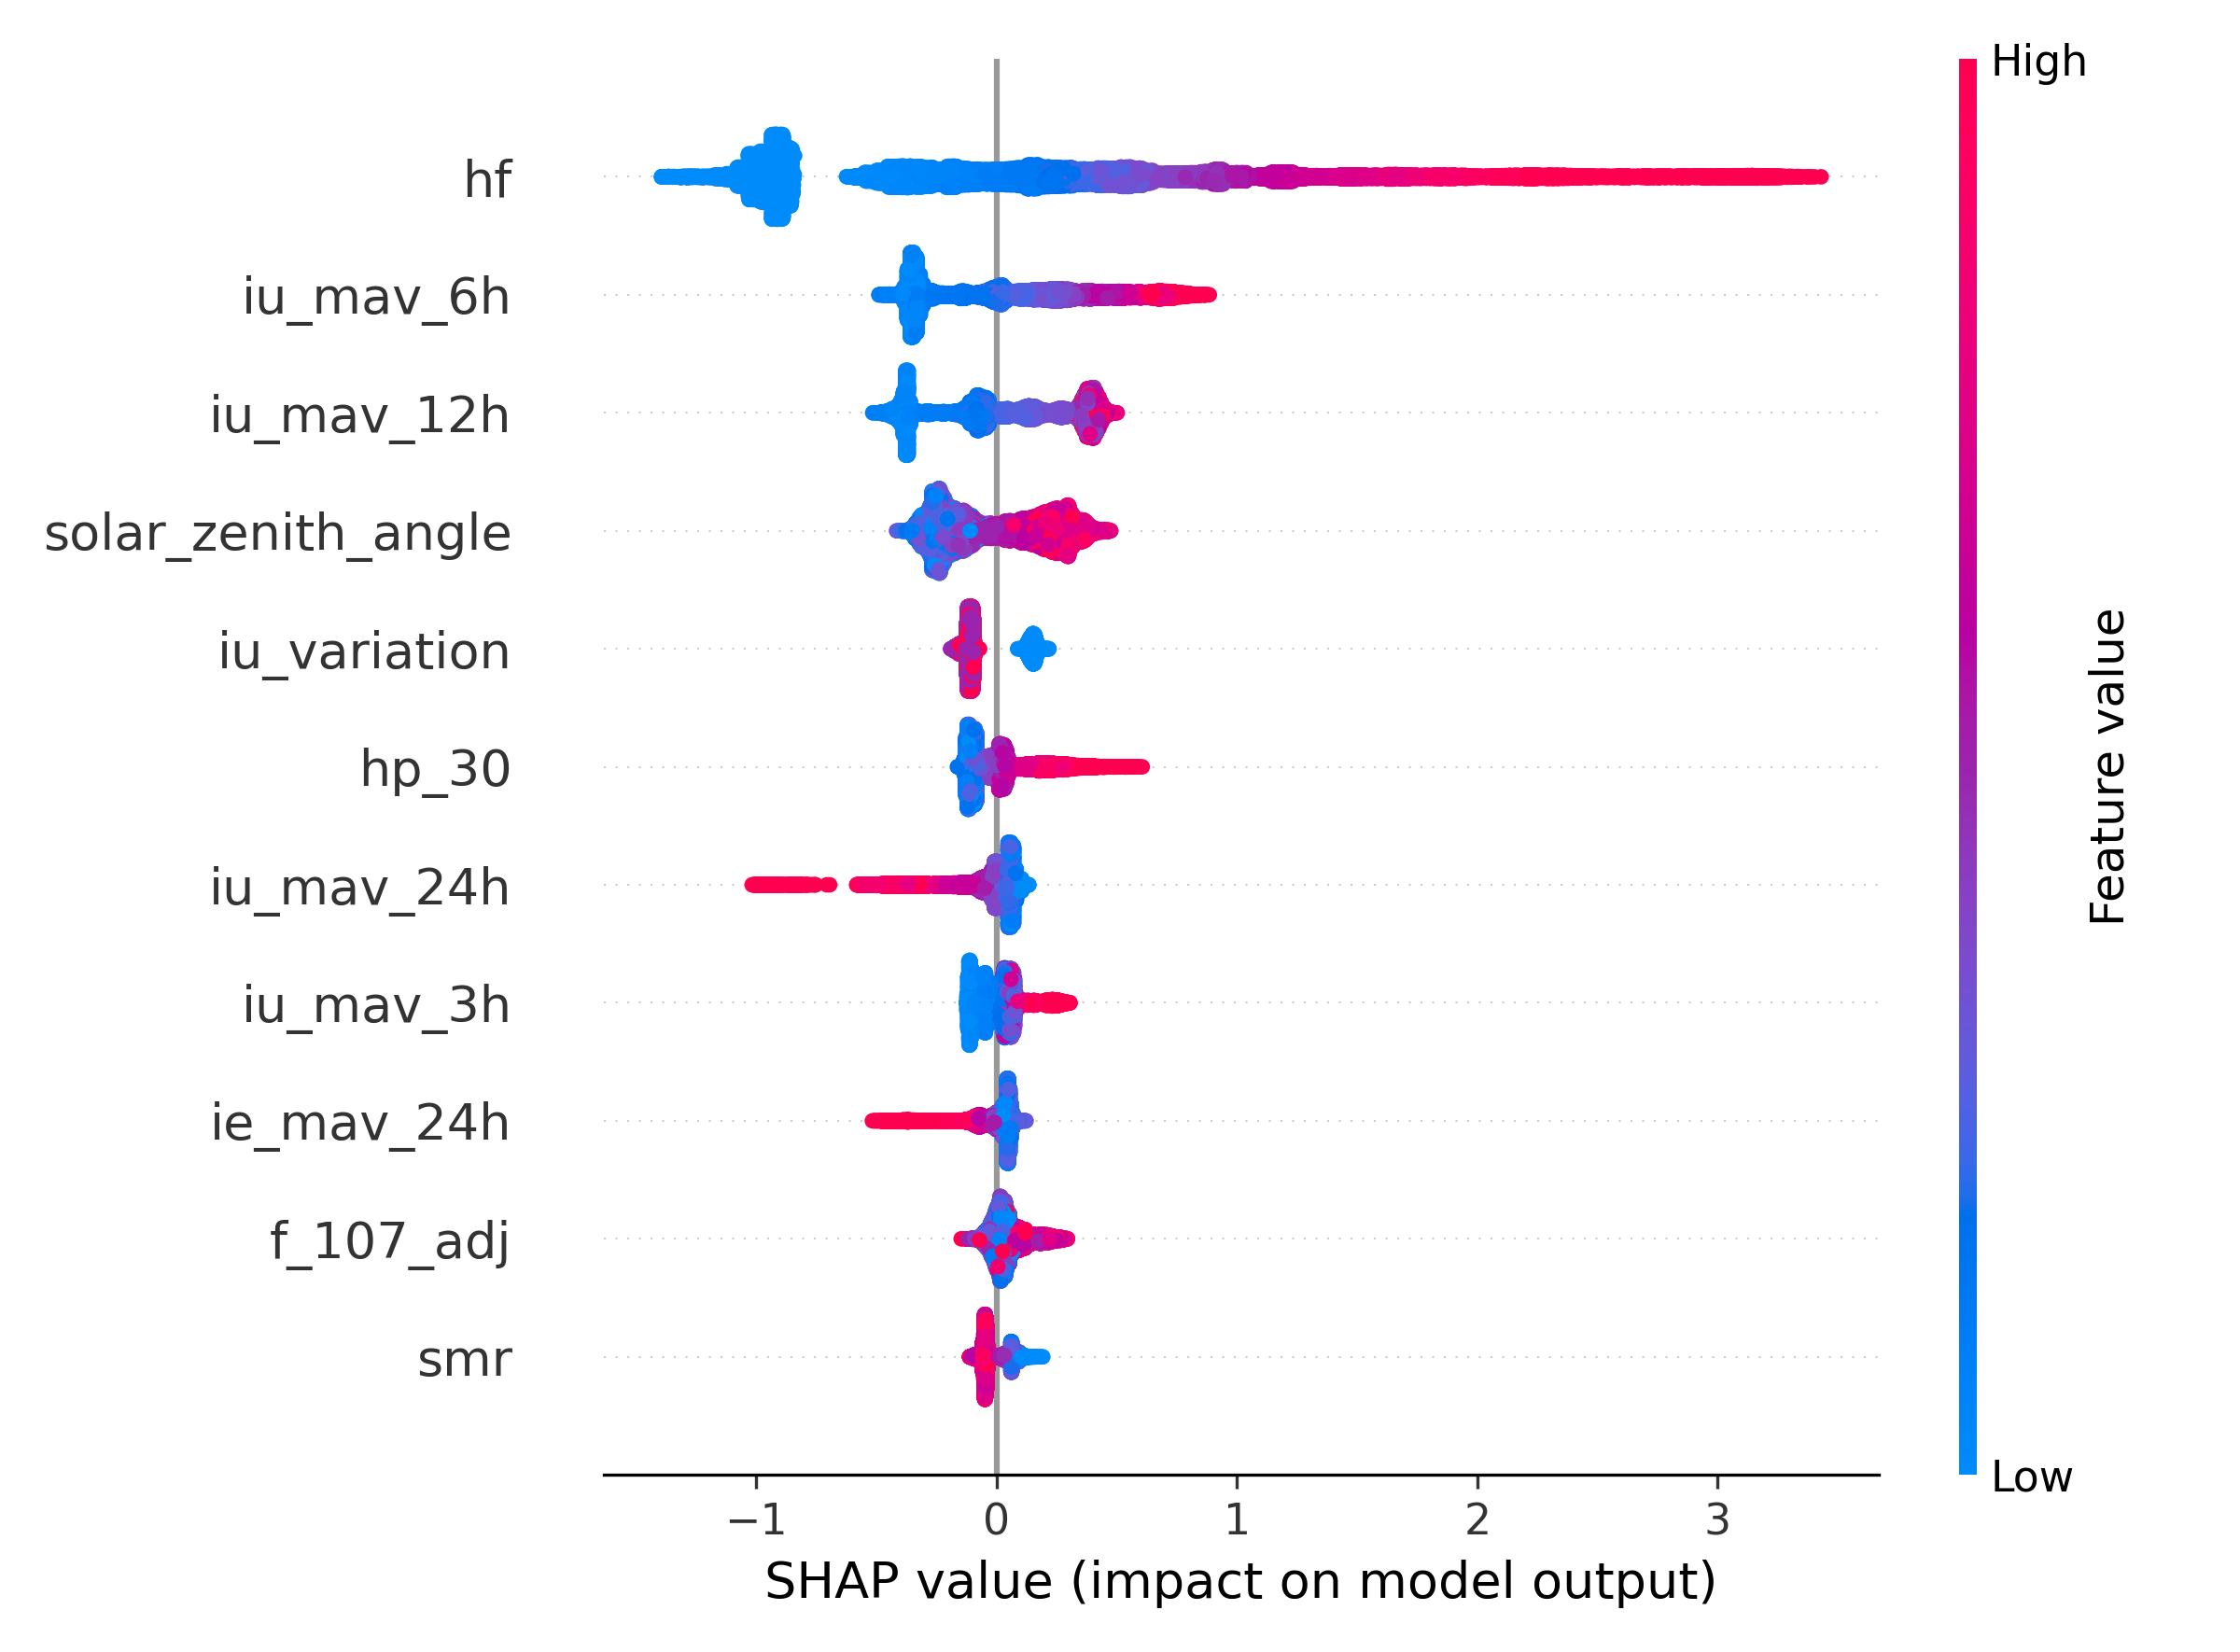 High
hf
iu_mav_6h
iu_mav_12h
solar_zenith_angle
iu_variation
hp_30
iu_mav_24h
iu_mav_3h
ie_mav_24h
f_107_adj
smr
Feature value
Low
−1 0 1 2 3
SHAP value (impact on model output)